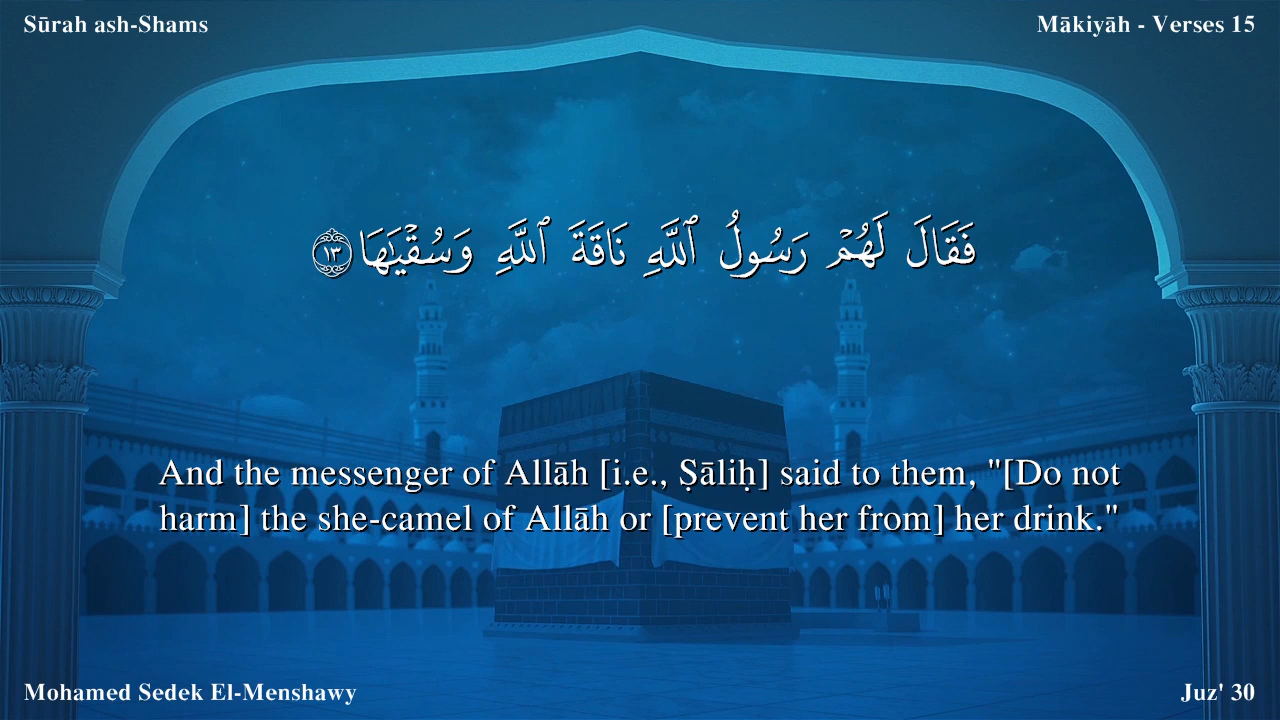 Sūrah ash-Shams
Mākiyāh - Verses 15
فَقَالَ لَهُمْ رَسُولُ ٱللَّهِ نَاقَةَ ٱللَّهِ وَسُقْيَـٰهَا ١٣
And the messenger of Allāh [i.e., Ṣāliḥ] said to them, "[Do not
harm] the she-camel of Allāh or [prevent her from] her drink."
Mohamed Sedek El-Menshawy
Juz' 30